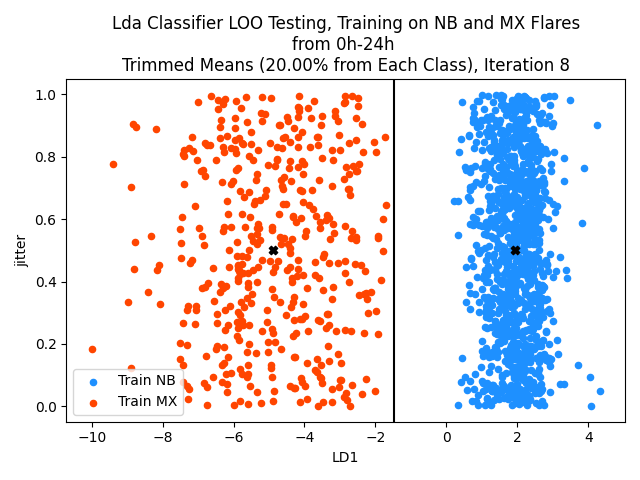 Lda Classifier LOO Testing, Training on NB and MX Flares
from 0h-24h
Trimmed Means (20.00% from Each Class), Iteration 8
1.0
0.8
0.6
0.4
0.2
0.0
jitter
Train NB
Train MX
−10
−8
−6
−4
−2
0
2
4
LD1